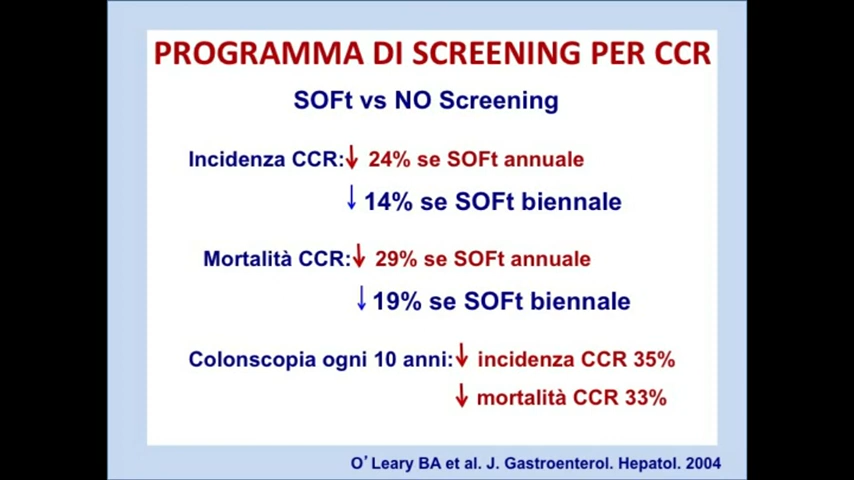 PROGRAMMA DI SCREENING PER CCR
SOFt vs NO Screening
Incidenza CCR:↓ 24% se SOFt annuale
↓ 14% se SOFt biennale
Mortalità CCR:↓ 29% se SOFt annuale
↓ 19% se SOFt biennale
Colonscopia ogni 10 anni:↓ incidenza CCR 35%
↓ mortalità CCR 33%
O’Leary BA et al. J. Gastroenterol. Hepatol. 2004